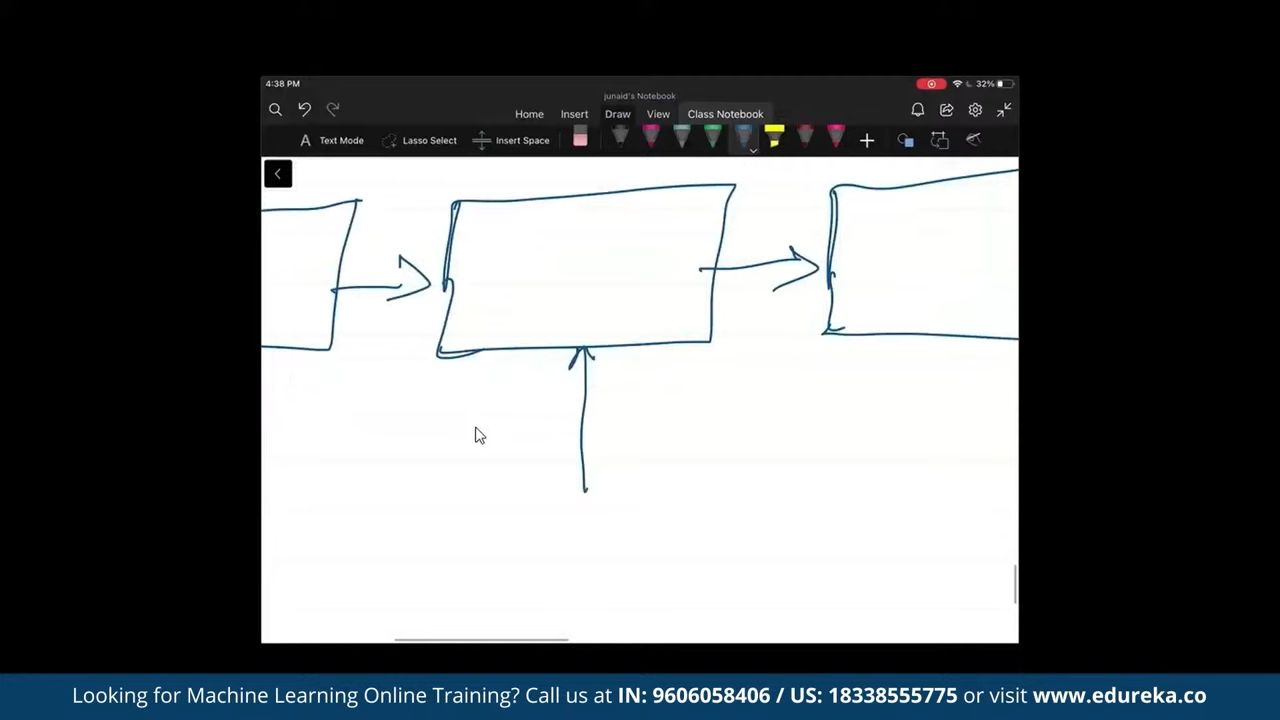 4:38 PM
32%
junaid's Notebook
Home Insert Draw View Class Notebook
A Text Mode Lasso Select Insert Space
Looking for Machine Learning Online Training? Call us at IN: 9606058406 / US: 18338555775 or visit www.edureka.co